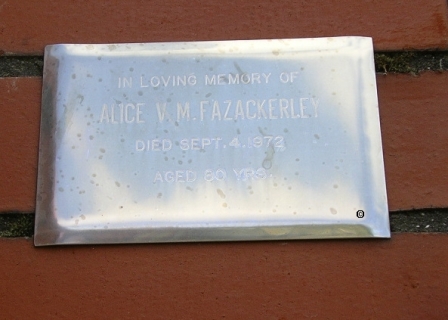 IN LOVING MEMORY OF
ALICE V. M. FAZACKERLEY
DIED SEPT. 4. 1972
AGED 80 YRS.
©